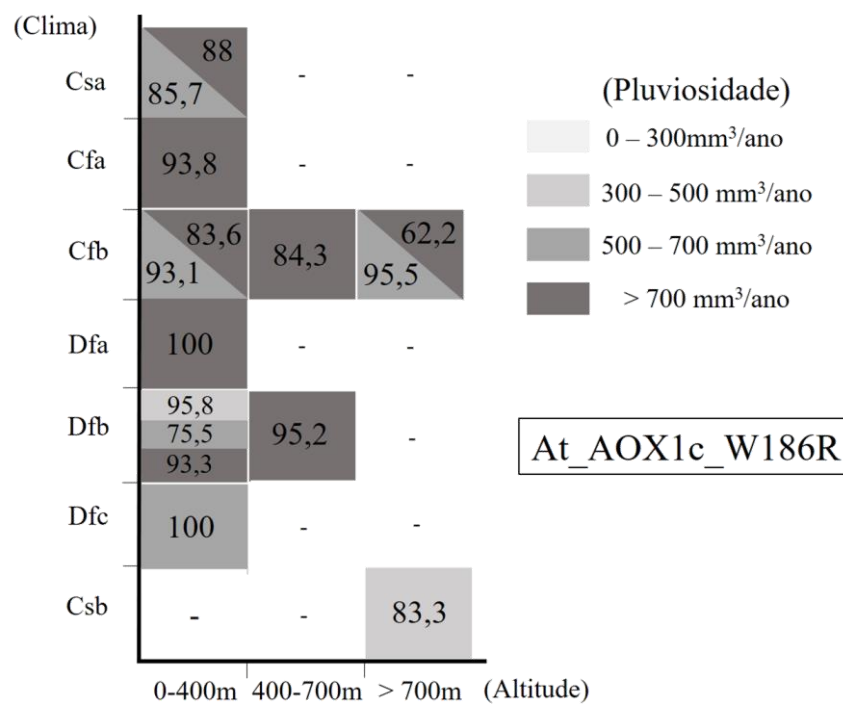 (Clima)
Csa
88
85,7
-
-
Cfa
93,8
-
-
Cfb
83,6
93,1
84,3
62,2
95,5
Dfa
100
-
-
Dfb
95,8
75,5
93,3
95,2
-
Dfc
100
-
-
Csb
-
-
83,3
0-400m
400-700m
> 700m
(Altitude)
(Pluviosidade)
0 – 300mm³/ano
300 – 500 mm³/ano
500 – 700 mm³/ano
> 700 mm³/ano
At_AOX1c_W186R